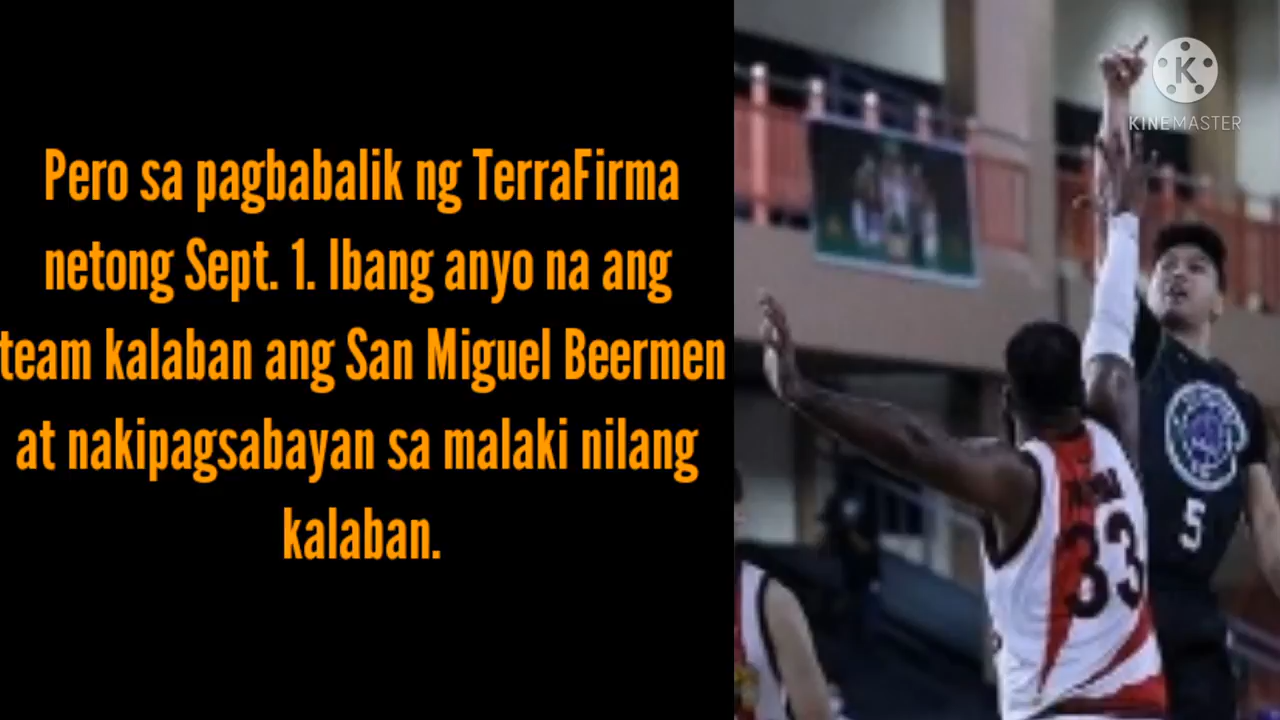 Pero sa pagbabalik ng TerraFirma
netong Sept. 1. Ibang anyo na ang
team kalaban ang San Miguel Beermen
at nakipagsabayan sa malaki nilang
kalaban.
K
KINEMASTER
33
5